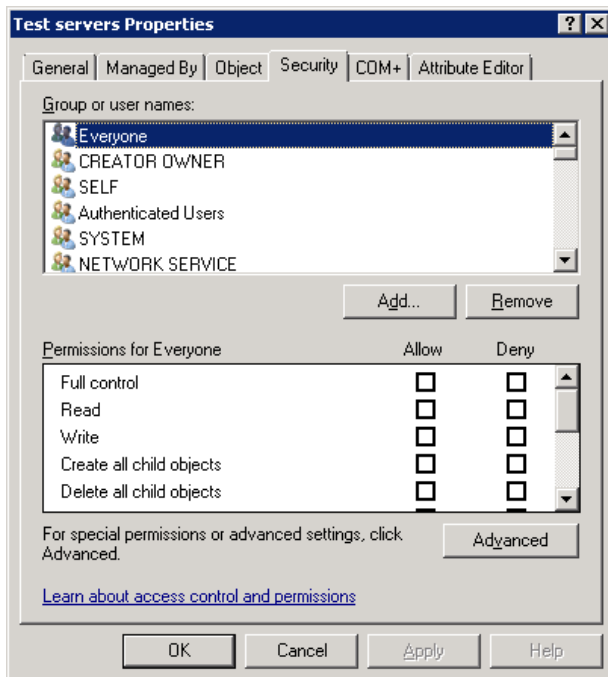 Test servers Properties
General Managed By Object Security COM+ Attribute Editor
Group or user names:
Everyone
CREATOR OWNER
SELF
Authenticated Users
SYSTEM
NETWORK SERVICE
Add... Remove
Permissions for Everyone Allow Deny
Full control
Read
Write
Create all child objects
Delete all child objects
For special permissions or advanced settings, click Advanced
Advanced.
Learn about access control and permissions
OK Cancel Apply Help